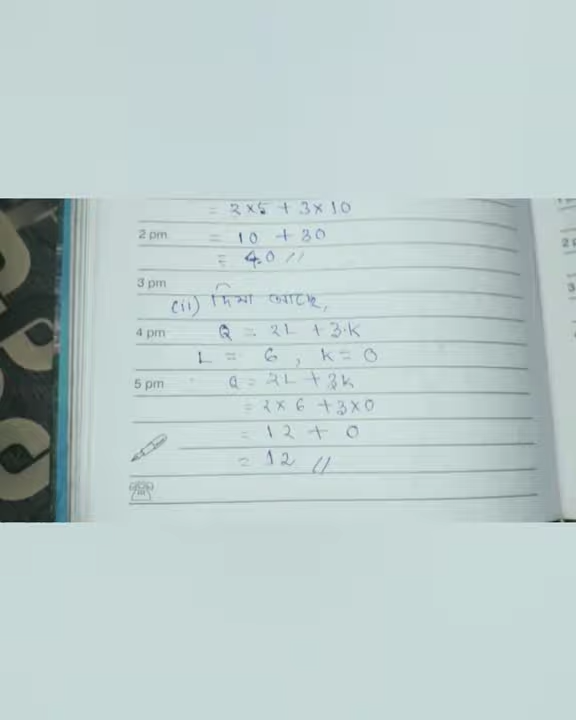 = 2×5 + 3×10
2 pm = 10 + 30
= 40 //
3 pm
(ii) দিয়া আছে,
4 pm Q = 2L + 3.K
L = 6, K = 0
5 pm Q = 2L + 3K
= 2×6 + 3×0
= 12 + 0
= 12 //